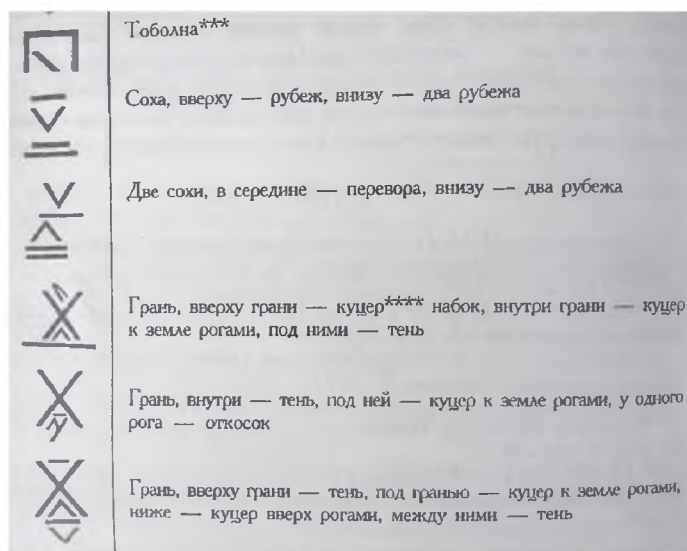 Тоболна***
Соха, вверху — рубеж, внизу — два рубежа
Две сохи, в середине — перевора, внизу — два рубежа
Грань, вверху грани — куцер**** набок, внутри грани — куцер
к земле рогами, под ними — тень
Грань, внутри — тень, под ней — куцер к земле рогами, у одного
рога — откосок
Грань, вверху грани — тень, под гранью — куцер к земле рогами,
ниже — куцер вверх рогами, между ними — тень